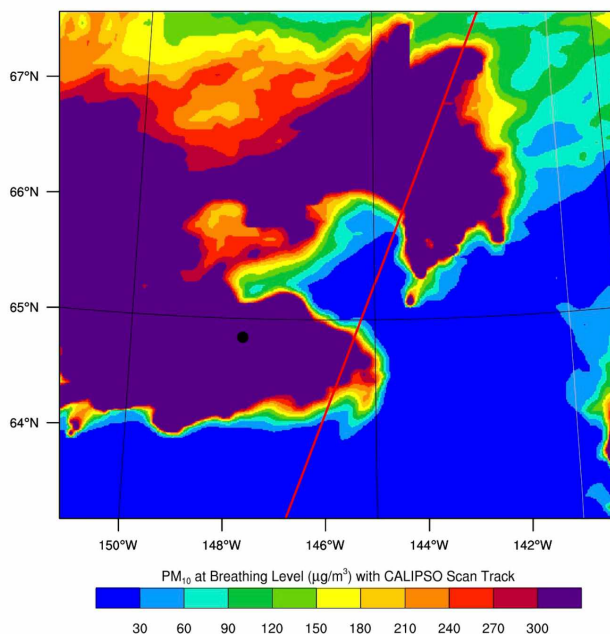 67°N
66°N
65°N
64°N
150°W 148°W 146°W 144°W 142°W
PM₁₀ at Breathing Level (μg/m³) with CALIPSO Scan Track
30 60 90 120 150 180 210 240 270 300